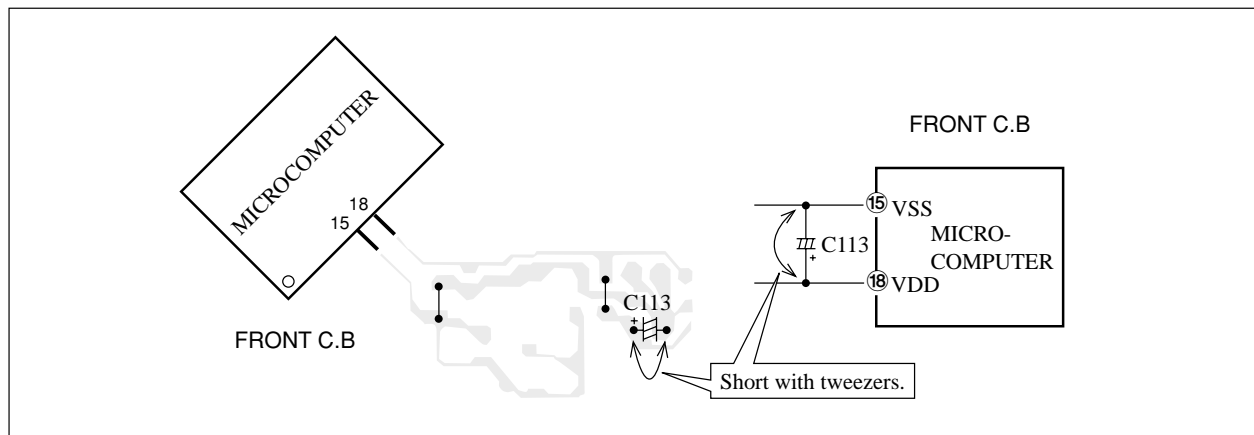 MICROCOMPUTER
18
15
FRONT C.B
C113
+
Short with tweezers.
FRONT C.B
15 VSS
C113
+
MICRO-
COMPUTER
18 VDD